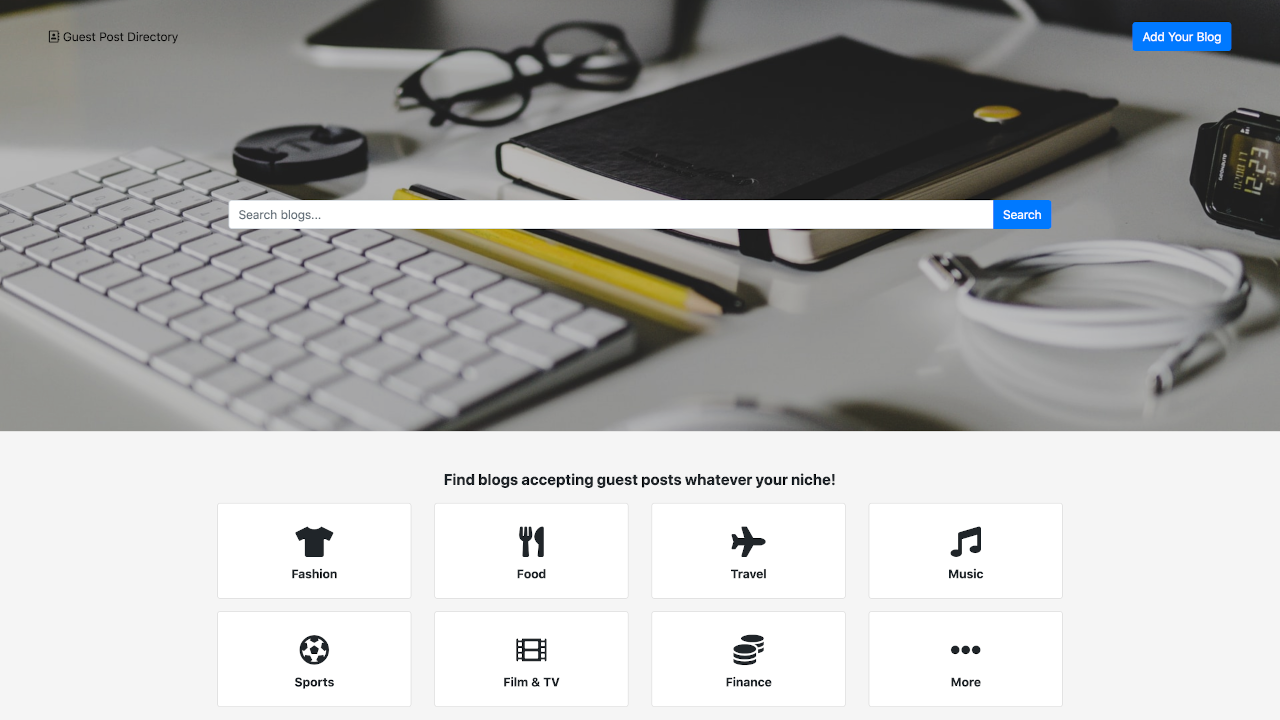 Guest Post Directory
Add Your Blog
Search blogs...
Search
Find blogs accepting guest posts whatever your niche!
Fashion
Food
Travel
Music
Sports
Film & TV
Finance
More